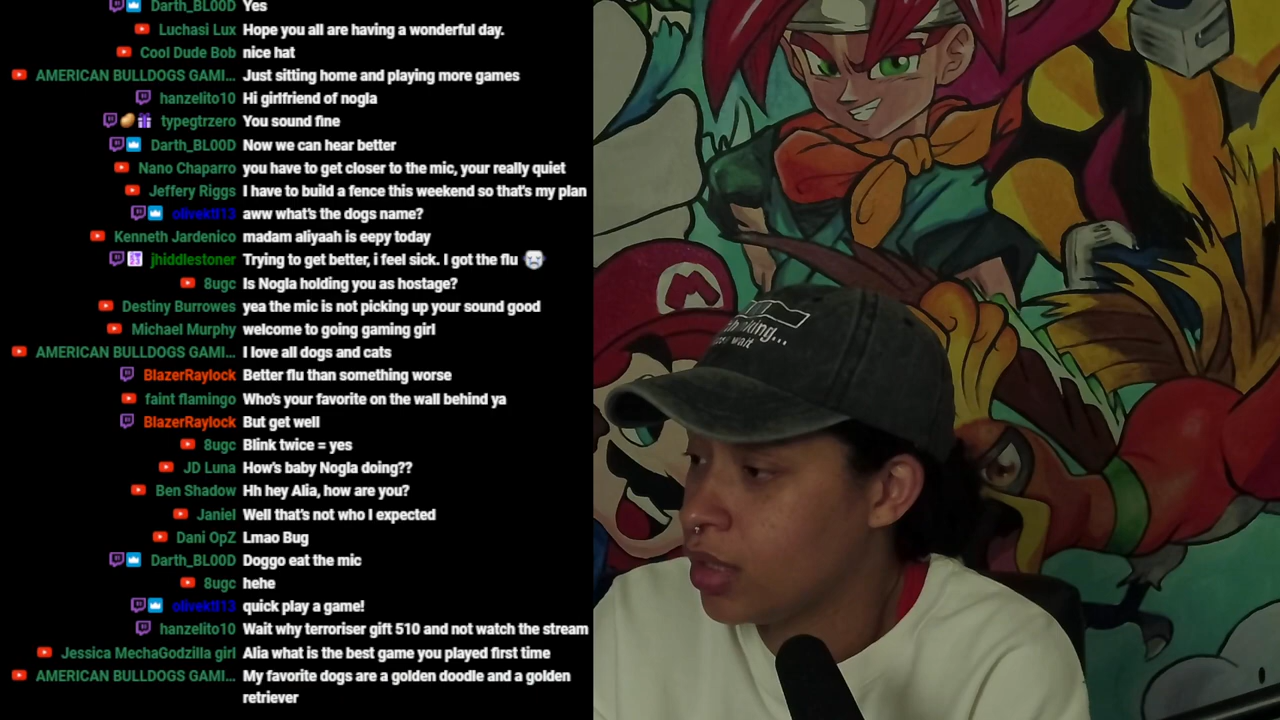 Darth_BL00D Yes
Luchasi Lux Hope you all are having a wonderful day.
Cool Dude Bob nice hat
AMERICAN BULLDOGS GAMI... Just sitting home and playing more games
hanzelito10 Hi girlfriend of nogla
typegtrzero You sound fine
Darth_BL00D Now we can hear better
Nano Chaparro you have to get closer to the mic, your really quiet
Jeffery Riggs I have to build a fence this weekend so that's my plan
aww what's the dogs name?
Kenneth Jardenico madam aliyaah is eepy today
jhiddlestoner Trying to get better, i feel sick. I got the flu
8ugc Is Nogla holding you as hostage?
Destiny Burrowes yea the mic is not picking up your sound good
Michael Murphy welcome to going gaming girl
AMERICAN BULLDOGS GAMI... I love all dogs and cats
BlazerRaylock Better flu than something worse
faint flamingo Who's your favorite on the wall behind ya
BlazerRaylock But get well
8ugc Blink twice = yes
JD Luna How's baby Nogla doing??
Ben Shadow Hh hey Alia, how are you?
Janiel Well that's not who I expected
Dani OpZ Lmao Bug
Darth_BL00D Doggo eat the mic
8ugc hehe
quick play a game!
hanzelito10 Wait why terroriser gift 510 and not watch the stream
Jessica MechaGodzilla girl Alia what is the best game you played first time
AMERICAN BULLDOGS GAMI... My favorite dogs are a golden doodle and a golden
retriever
M
wait